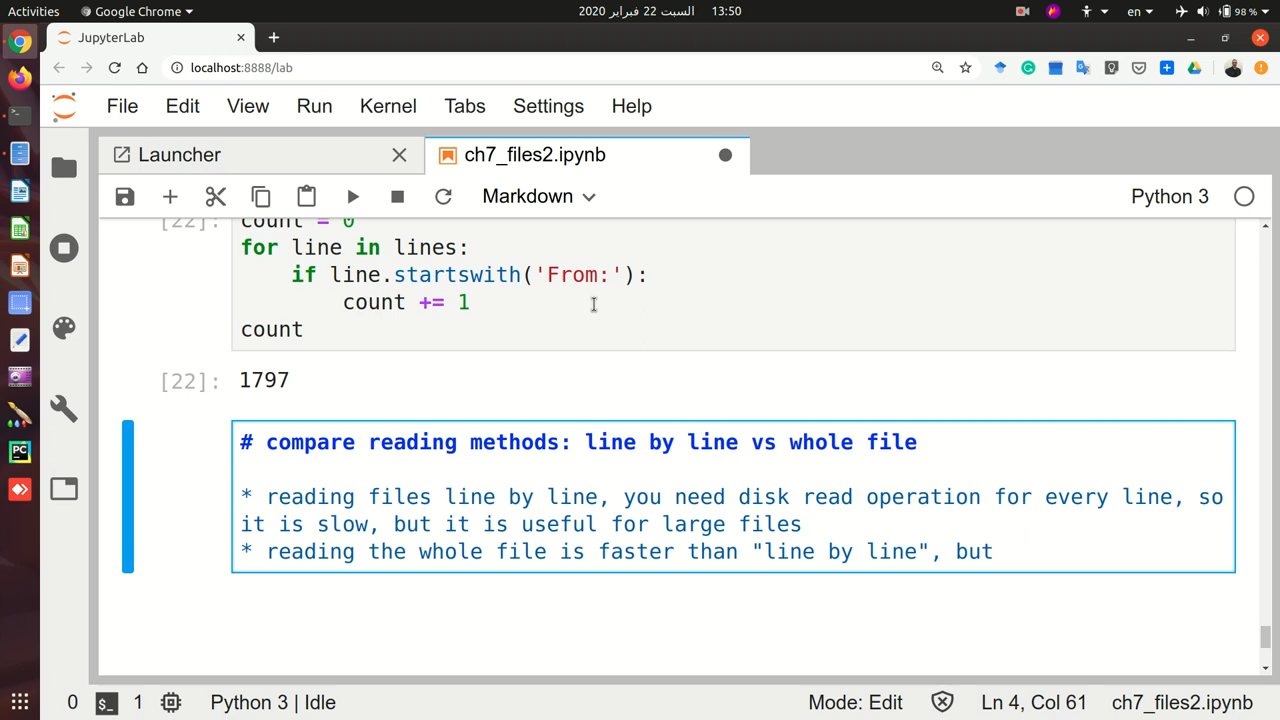 Activities Google Chrome السبت 22 فبراير 2020 13:50 en 98 %
JupyterLab
localhost:8888/lab
File Edit View Run Kernel Tabs Settings Help
Launcher ch7_files2.ipynb
Markdown Python 3
[22]: count = 0
for line in lines:
if line.startswith('From:'):
count += 1
count
[22]: 1797
# compare reading methods: line by line vs whole file
* reading files line by line, you need disk read operation for every line, so
it is slow, but it is useful for large files
* reading the whole file is faster than "line by line", but
0 $_ 1 Python 3 | Idle Mode: Edit Ln 4, Col 61 ch7_files2.ipynb
PC